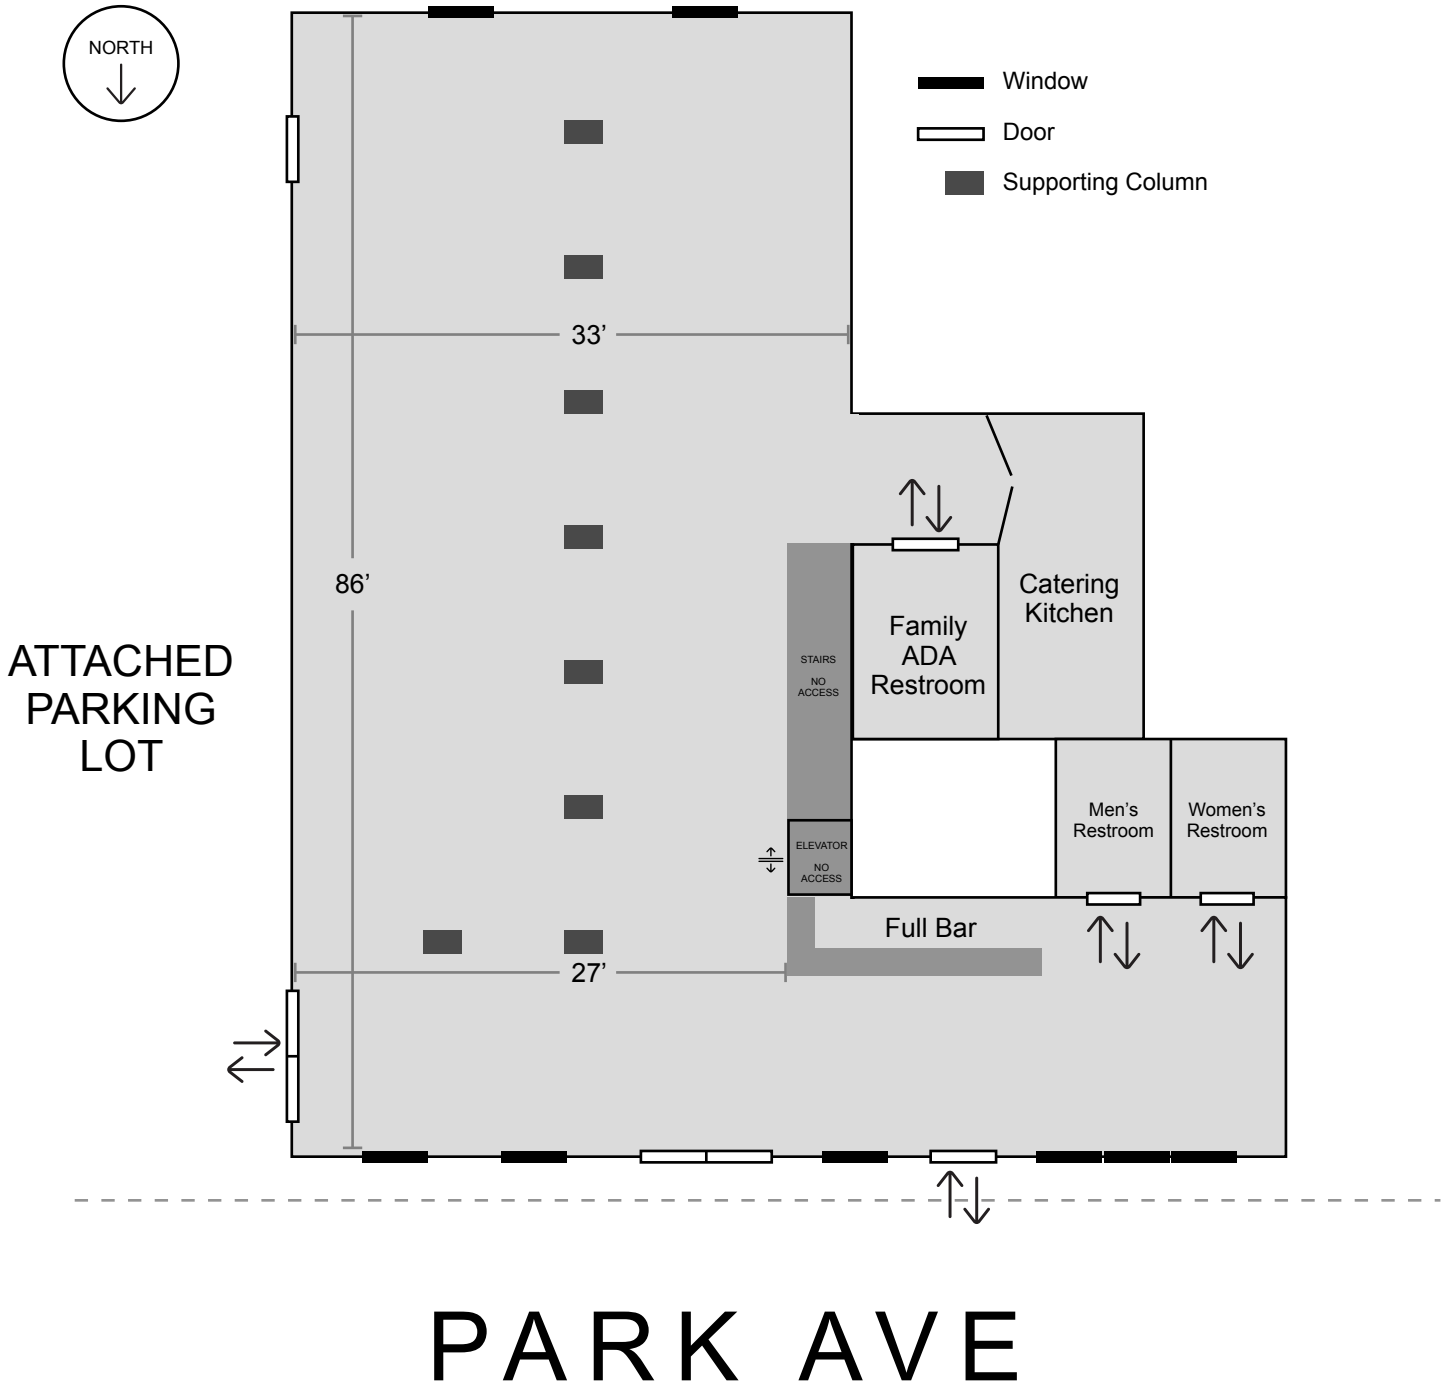 NORTH
Window
Door
Supporting Column
33’
86’
Catering
Kitchen
Family
ADA
Restroom
ATTACHED
PARKING
LOT
STAIRS
NO
ACCESS
Men’s
Restroom
Women’s
Restroom
ELEVATOR
NO
ACCESS
Full Bar
27’
PARK AVE